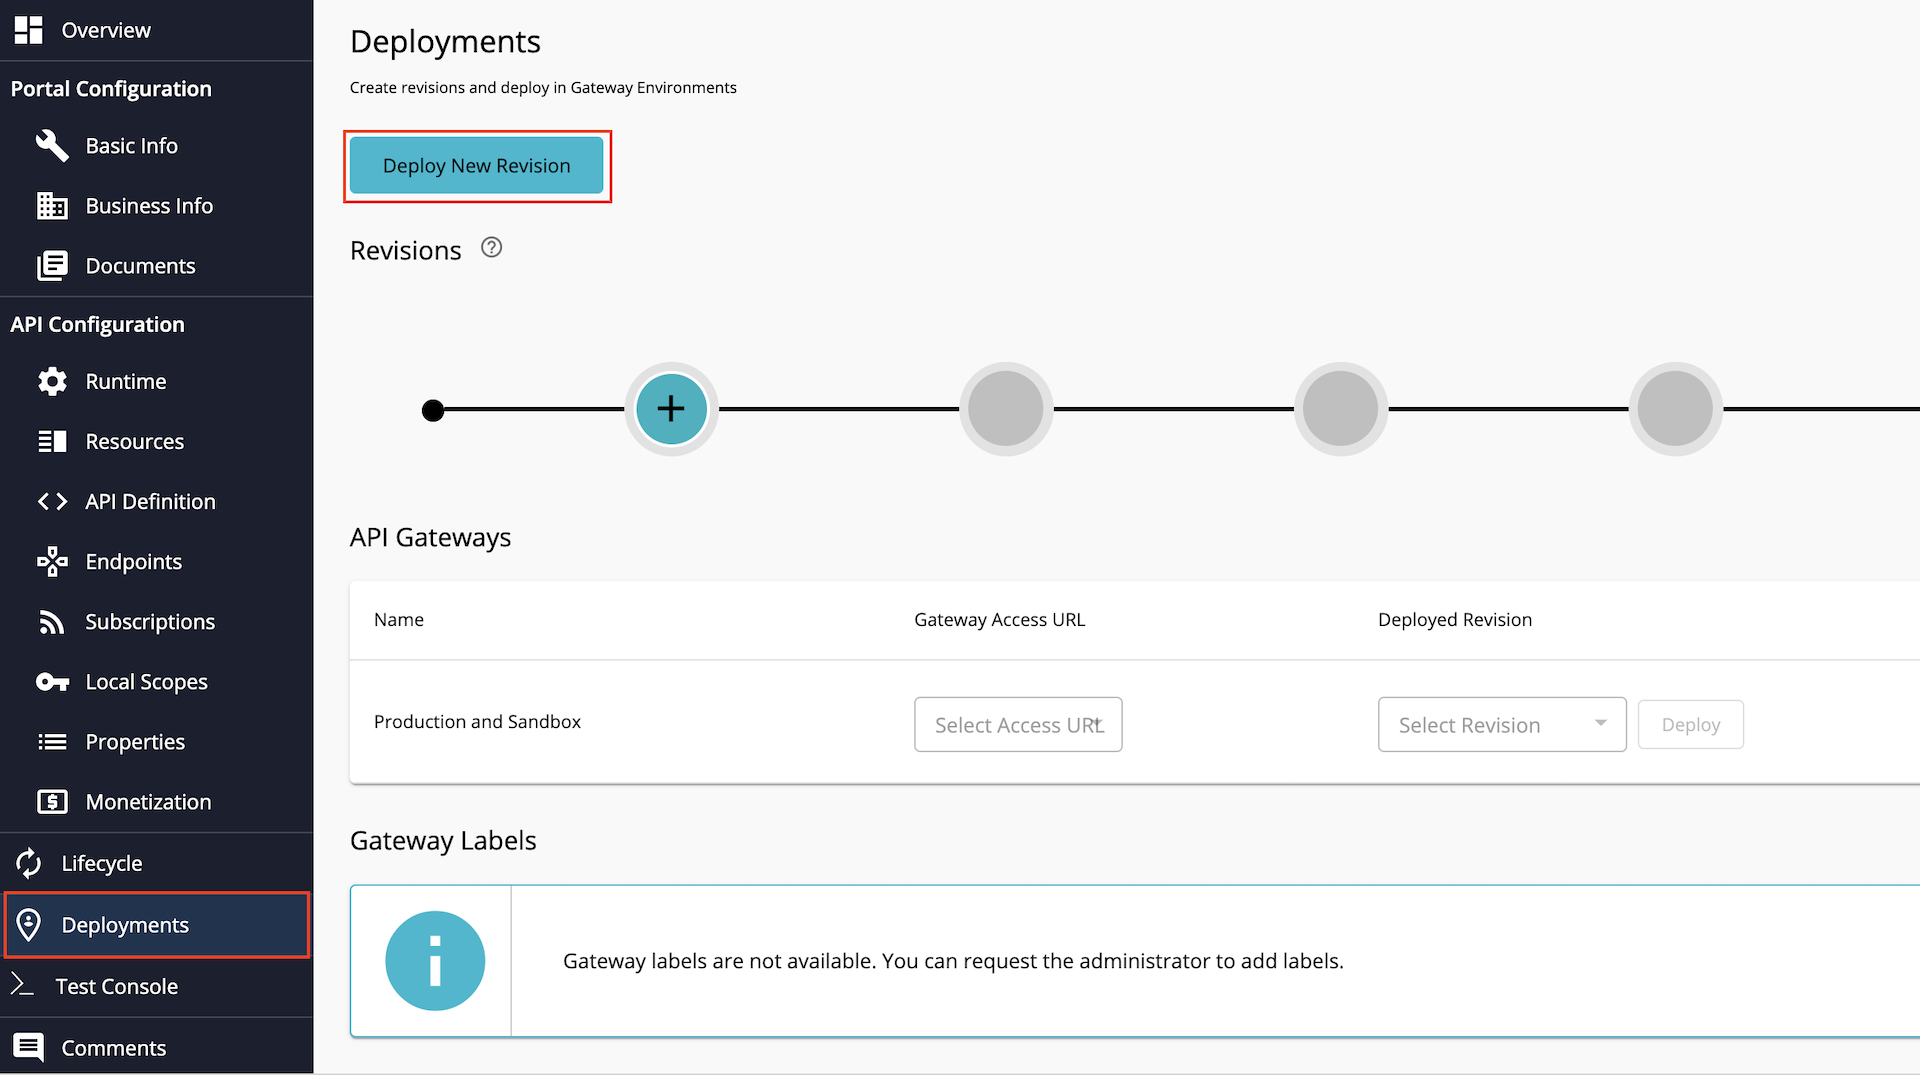 Overview
Portal Configuration
Basic Info
Business Info
Documents
API Configuration
Runtime
Resources
API Definition
Endpoints
Subscriptions
Local Scopes
Properties
Monetization
Lifecycle
Deployments
Test Console
Comments
Deployments
Create revisions and deploy in Gateway Environments
Deploy New Revision
Revisions
API Gateways
Name Gateway Access URL Deployed Revision
Production and Sandbox Select Access URL Select Revision Deploy
Gateway Labels
Gateway labels are not available. You can request the administrator to add labels.